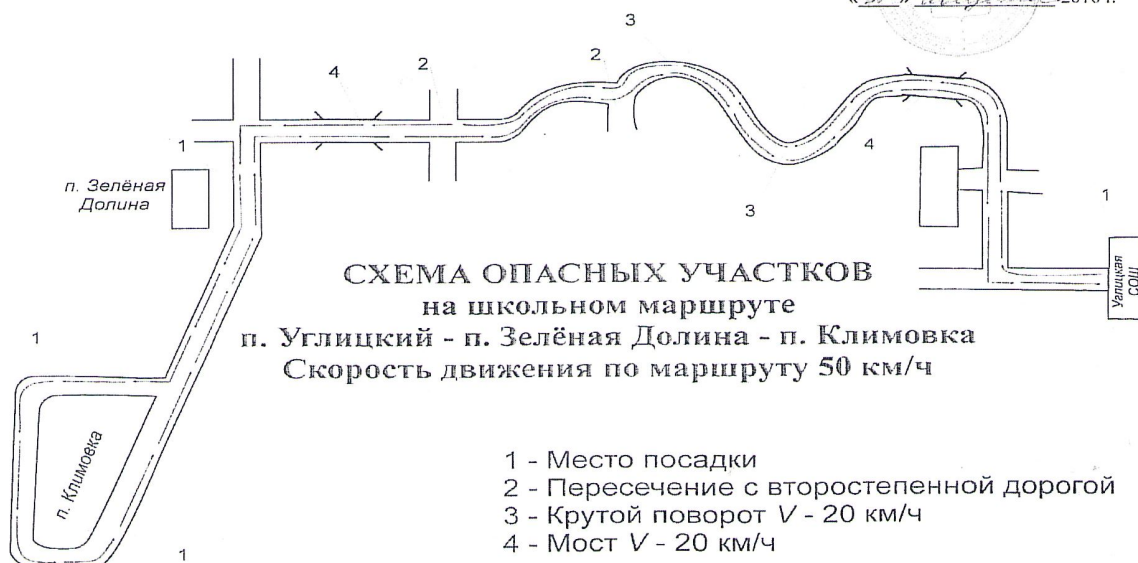 2016 г.
3
4
2
2
1
п. Зелёная
Долина
4
1
3
Углицкая
СОШ
СХЕМА ОПАСНЫХ УЧАСТКОВ
на школьном маршруте
п. Углицкий - п. Зелёная Долина - п. Климовка
Скорость движения по маршруту 50 км/ч
1
п. Климовка
1
1 - Место посадки
2 - Пересечение с второстепенной дорогой
3 - Крутой поворот V - 20 км/ч
4 - Мост V - 20 км/ч